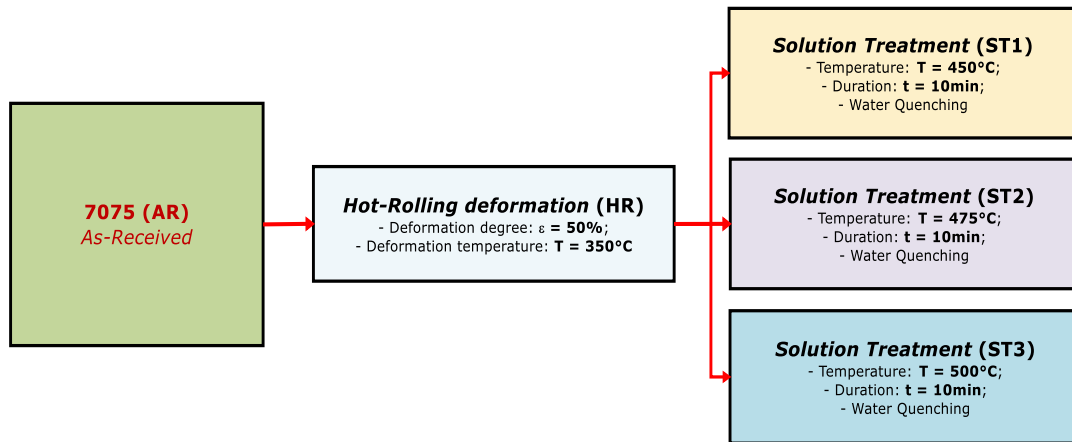 7075 (AR)
As-Received
Hot-Rolling deformation (HR)
- Deformation degree: ε = 50%;
- Deformation temperature: T = 350°C
Solution Treatment (ST1)
- Temperature: T = 450°C;
- Duration: t = 10min;
- Water Quenching
Solution Treatment (ST2)
- Temperature: T = 475°C;
- Duration: t = 10min;
- Water Quenching
Solution Treatment (ST3)
- Temperature: T = 500°C;
- Duration: t = 10min;
- Water Quenching